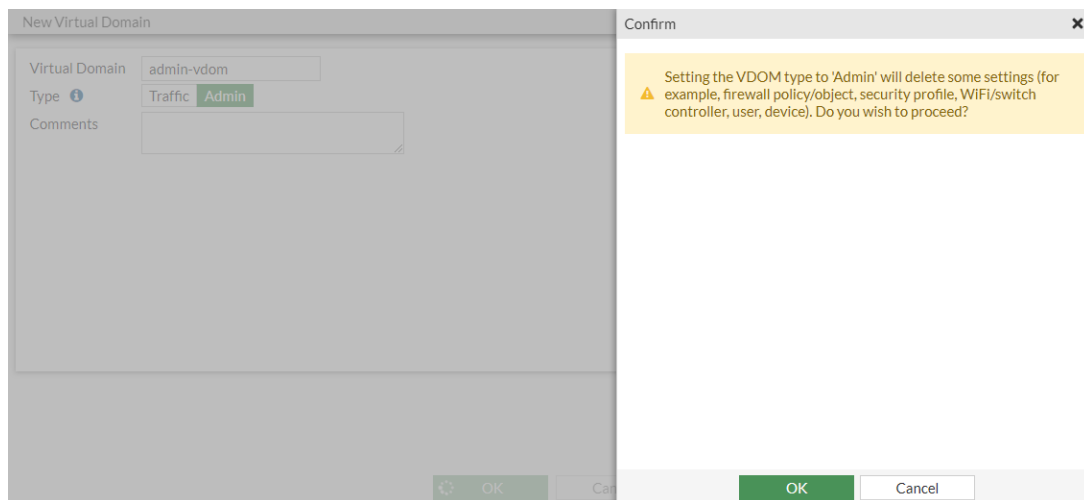 New Virtual Domain
Virtual Domain admin-vdom
Type Traffic Admin
Comments
OK
Confirm
Setting the VDOM type to 'Admin' will delete some settings (for
example, firewall policy/object, security profile, WiFi/switch
controller, user, device). Do you wish to proceed?
OK Cancel